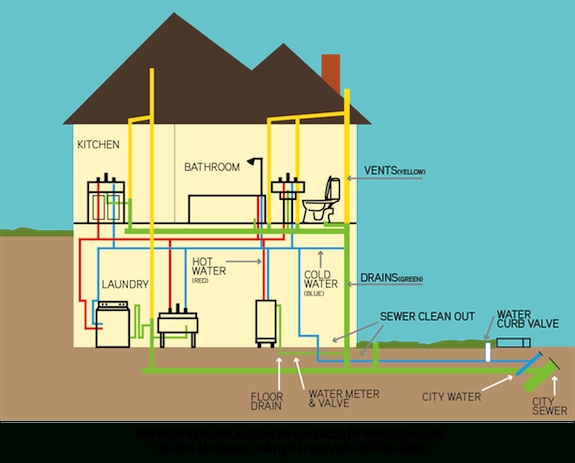 KITCHEN
BATHROOM
VENTS(YELLOW)
HOT
WATER
(RED)
COLD
WATER
(BLUE)
DRAINS(GREEN)
LAUNDRY
SEWER CLEAN OUT
WATER
CURB VALVE
FLOOR
DRAIN
WATER METER
& VALVE
CITY WATER
CITY
SEWER